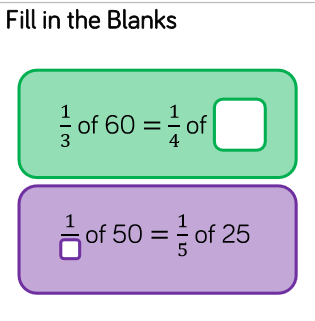 Fill in the Blanks
1/3 of 60 = 1/4 of □
1/□ of 50 = 1/5 of 25